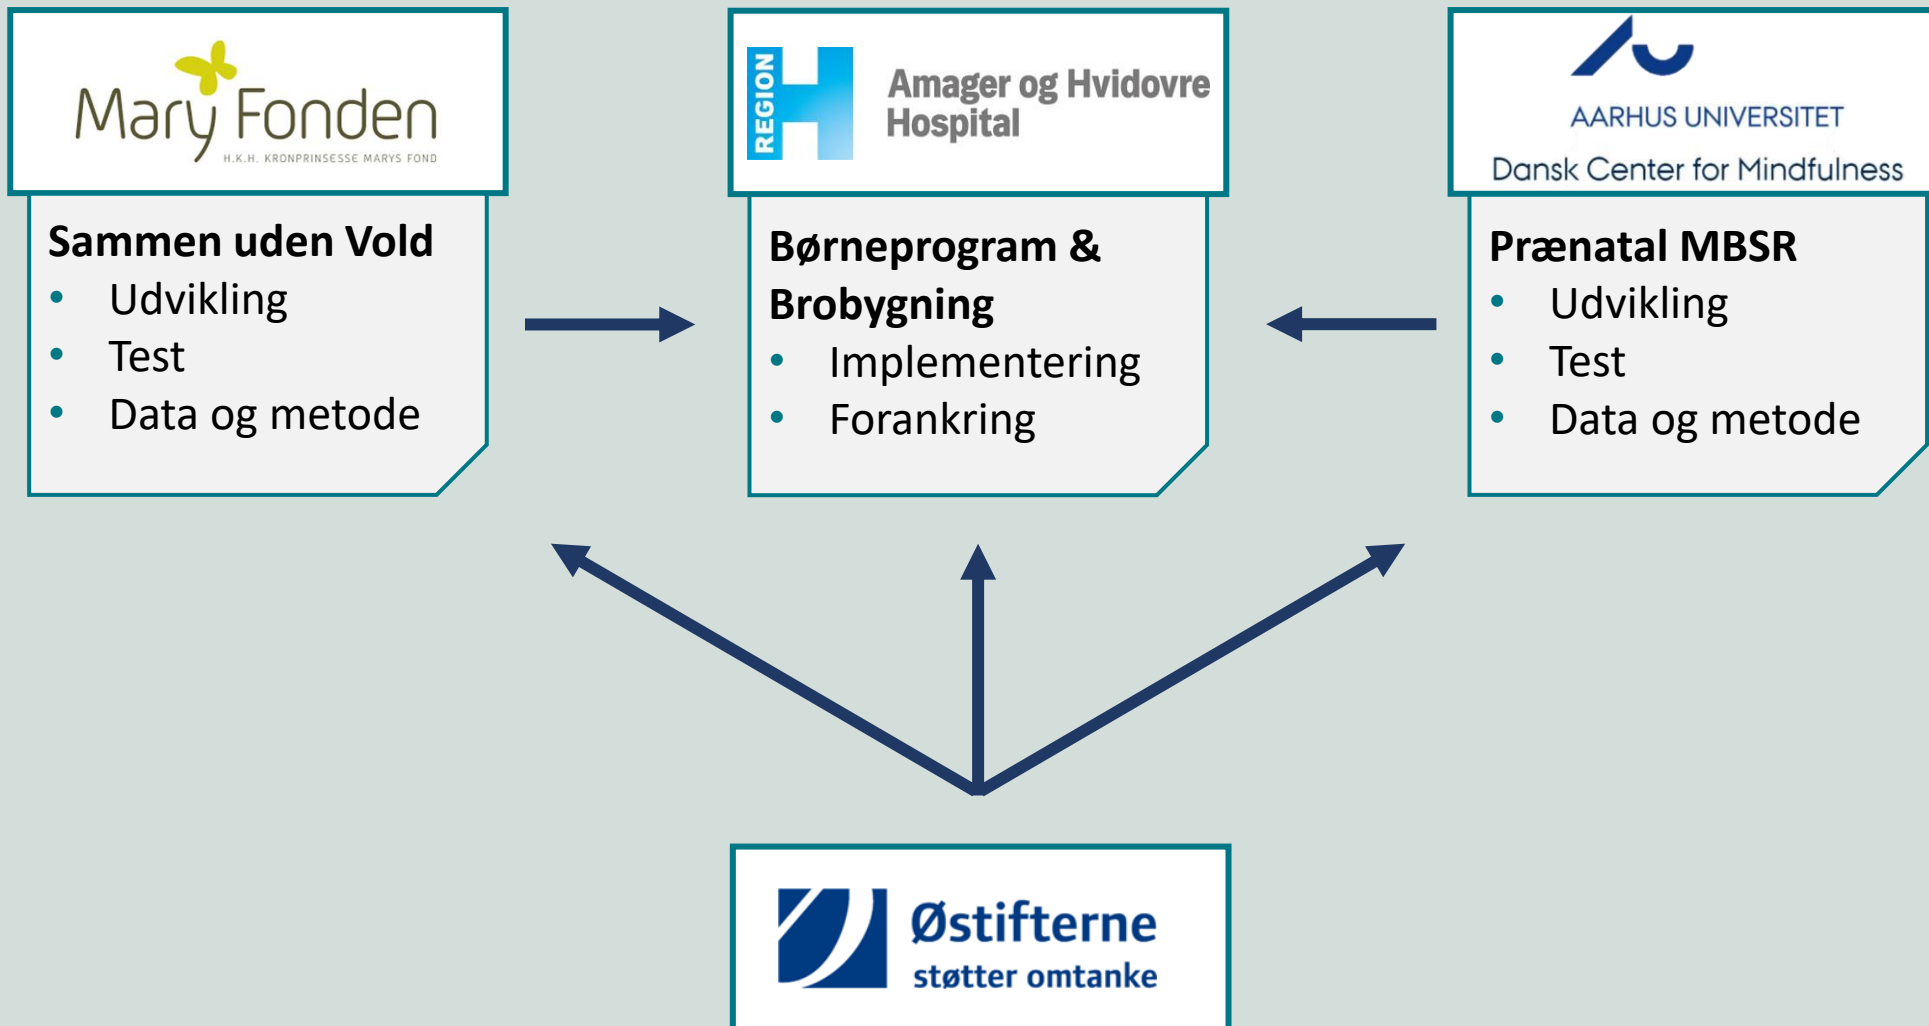 Mary Fonden
H.K.H. KRONPRINSESSE MARYS FOND
Sammen uden Vold
• Udvikling
• Test
• Data og metode
REGION H
Amager og Hvidovre
Hospital
Børneprogram &
Brobygning
• Implementering
• Forankring
AARHUS UNIVERSITET
Dansk Center for Mindfulness
Prænatal MBSR
• Udvikling
• Test
• Data og metode
Østifterne
støtter omtanke